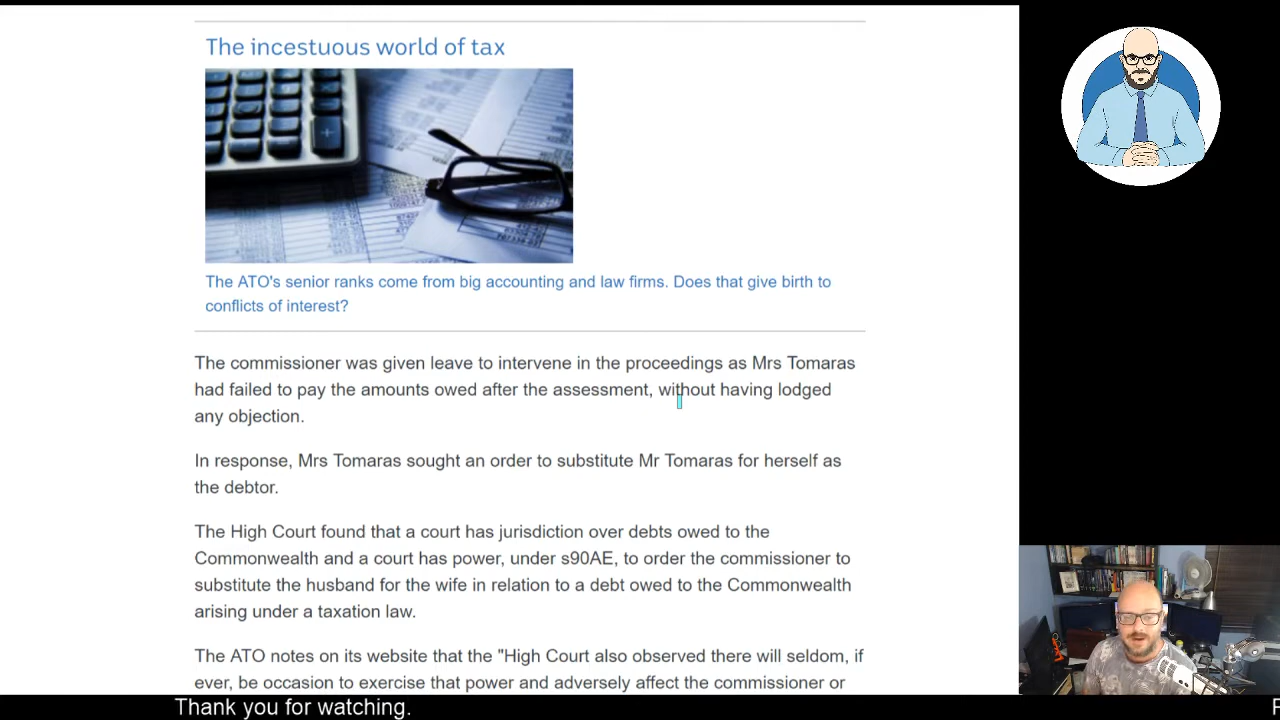 The incestuous world of tax
The ATO's senior ranks come from big accounting and law firms. Does that give birth to
conflicts of interest?
The commissioner was given leave to intervene in the proceedings as Mrs Tomaras
had failed to pay the amounts owed after the assessment, without having lodged
any objection.
In response, Mrs Tomaras sought an order to substitute Mr Tomaras for herself as
the debtor.
The High Court found that a court has jurisdiction over debts owed to the
Commonwealth and a court has power, under s90AE, to order the commissioner to
substitute the husband for the wife in relation to a debt owed to the Commonwealth
arising under a taxation law.
The ATO notes on its website that the "High Court also observed there will seldom, if
ever, be occasion to exercise that power and adversely affect the commissioner or
Thank you for watching.